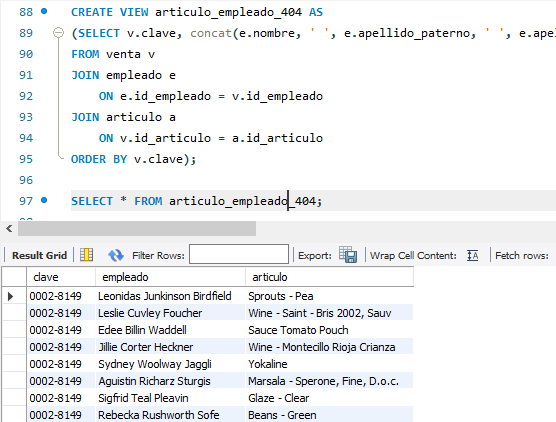 88 CREATE VIEW articulo_empleado_404 AS
89 (SELECT v.clave, concat(e.nombre, ' ', e.apellido_paterno, ' ', e.ape
90 FROM venta v
91 JOIN empleado e
92 ON e.id_empleado = v.id_empleado
93 JOIN articulo a
94 ON v.id_articulo = a.id_articulo
95 ORDER BY v.clave);
96
97 SELECT * FROM articulo_empleado_404;
Result Grid Filter Rows: Export: Wrap Cell Content: Fetch rows:
clave empleado articulo
0002-8149 Leonidas Junkinson Birdfield Sprouts - Pea
0002-8149 Leslie Cuvley Foucher Wine - Saint - Bris 2002, Sauv
0002-8149 Edee Billin Waddell Sauce Tomato Pouch
0002-8149 Jillie Corter Heckner Wine - Montecillo Rioja Crianza
0002-8149 Sydney Woolway Jaggli Yokaline
0002-8149 Aguistin Richarz Sturgis Marsala - Sperone, Fine, D.o.c.
0002-8149 Sigfrid Teal Pleavin Glaze - Clear
0002-8149 Rebecka Rushworth Sofe Beans - Green